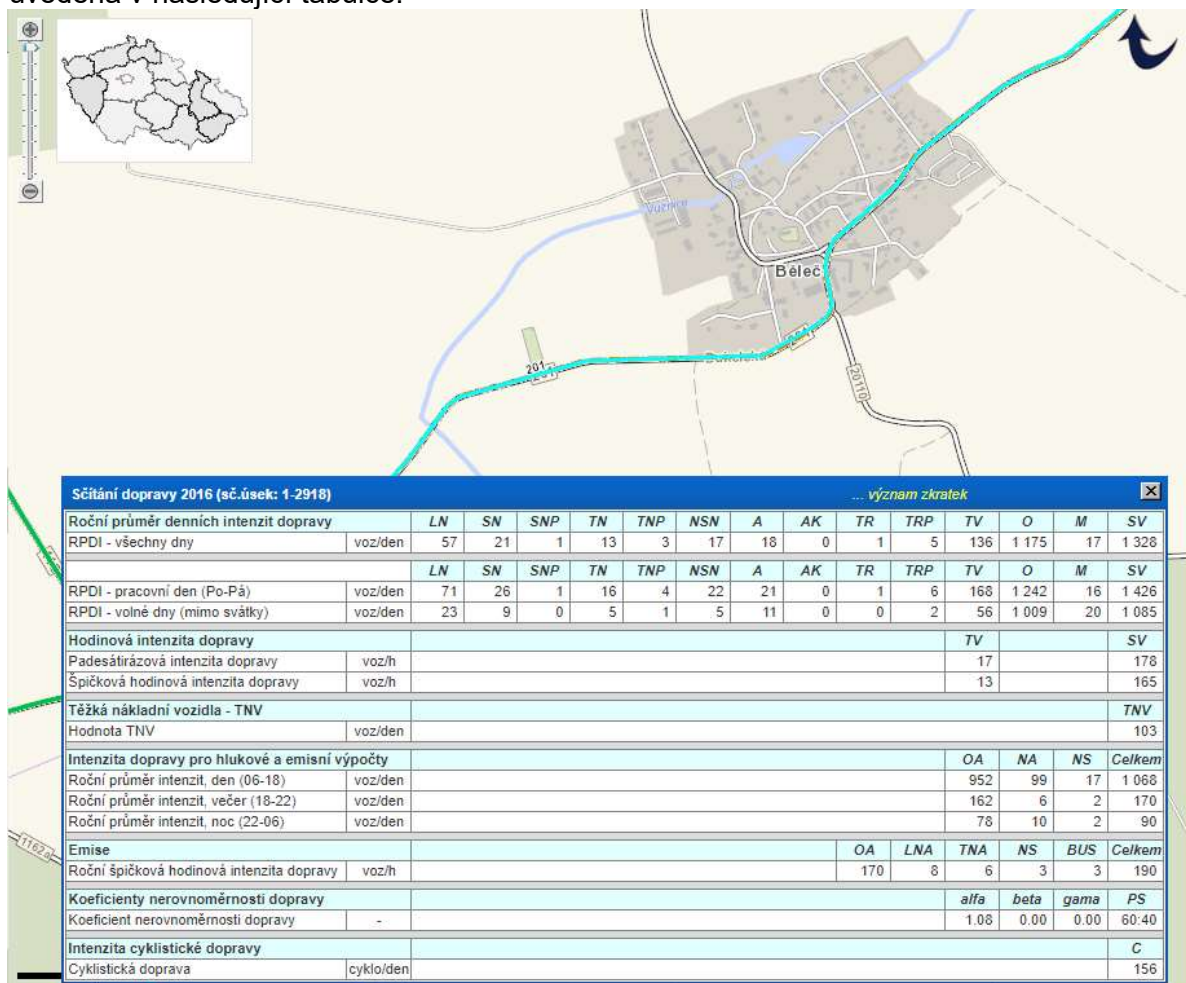 uvedena v následující tabulce.
Vučnice
Běleč
201
20110
1162a
Sčítání dopravy 2016 (sč.úsek: 1-2918) ... význam zkratek X
Roční průměr denních intenzit dopravy LN SN SNP TN TNP NSN A AK TR TRP TV O M SV
RPDI - všechny dny voz/den 57 21 1 13 3 17 18 0 1 5 136 1 175 17 1 328
LN SN SNP TN TNP NSN A AK TR TRP TV O M SV
RPDI - pracovní den (Po-Pá) voz/den 71 26 1 16 4 22 21 0 1 6 168 1 242 16 1 426
RPDI - volné dny (mimo svátky) voz/den 23 9 0 5 1 5 11 0 0 2 56 1 009 20 1 085
Hodinová intenzita dopravy TV SV
Padesátirázová intenzita dopravy voz/h 17 178
Špičková hodinová intenzita dopravy voz/h 13 165
Těžká nákladní vozidla - TNV TNV
Hodnota TNV voz/den 103
Intenzita dopravy pro hlukové a emisní výpočty OA NA NS Celkem
Roční průměr intenzit, den (06-18) voz/den 952 99 17 1 068
Roční průměr intenzit, večer (18-22) voz/den 162 6 2 170
Roční průměr intenzit, noc (22-06) voz/den 78 10 2 90
Emise OA LNA TNA NS BUS Celkem
Roční špičková hodinová intenzita dopravy voz/h 170 8 6 3 3 190
Koeficienty nerovnoměrnosti dopravy alfa beta gama PS
Koeficient nerovnoměrnosti dopravy - 1.08 0.00 0.00 60:40
Intenzita cyklistické dopravy C
Cyklistická doprava cyklo/den 156